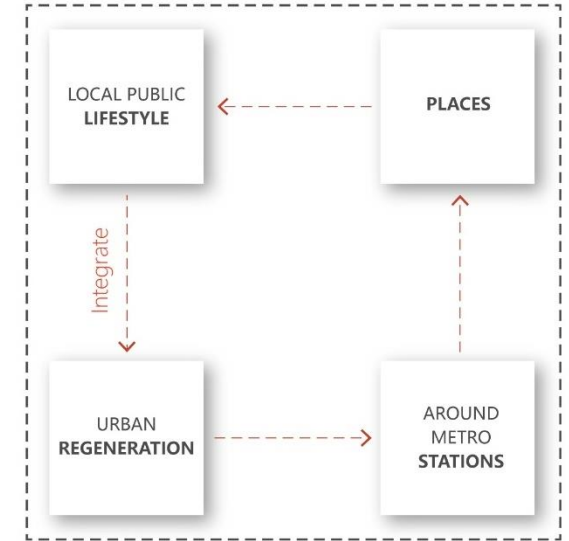 LOCAL PUBLIC
LIFESTYLE
PLACES
Integrate
URBAN
REGENERATION
AROUND
METRO
STATIONS